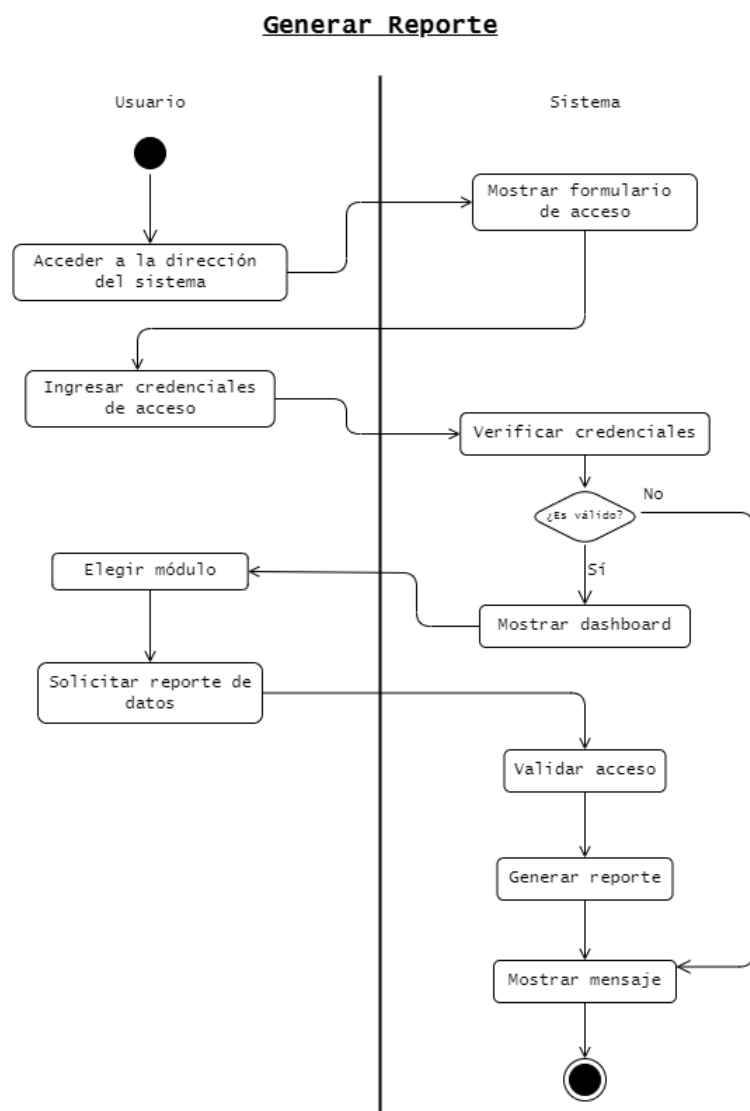 Generar Reporte
Usuario
Sistema
Mostrar formulario
de acceso
Acceder a la dirección
del sistema
Ingresar credenciales
de acceso
Verificar credenciales
No
¿Es válido?
Sí
Elegir módulo
Mostrar dashboard
Solicitar reporte de
datos
Validar acceso
Generar reporte
Mostrar mensaje